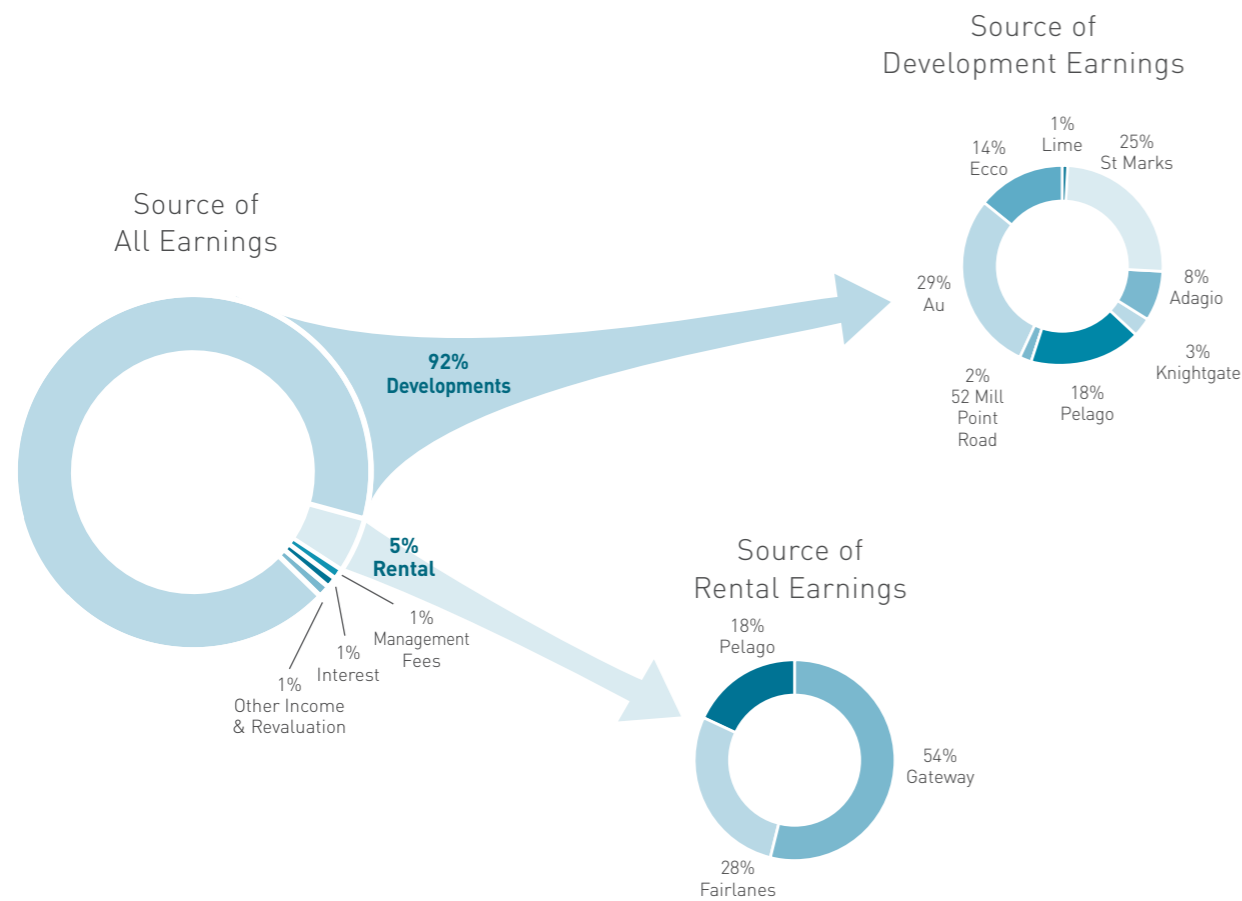 Source of
All Earnings
92%
Developments
5%
Rental
1%
Management
Fees
1%
Interest
1%
Other Income
& Revaluation
Source of
Development Earnings
1%
Lime
25%
St Marks
8%
Adagio
3%
Knightgate
18%
Pelago
2%
52 Mill
Point
Road
29%
Au
14%
Ecco
Source of
Rental Earnings
18%
Pelago
54%
Gateway
28%
Fairlanes